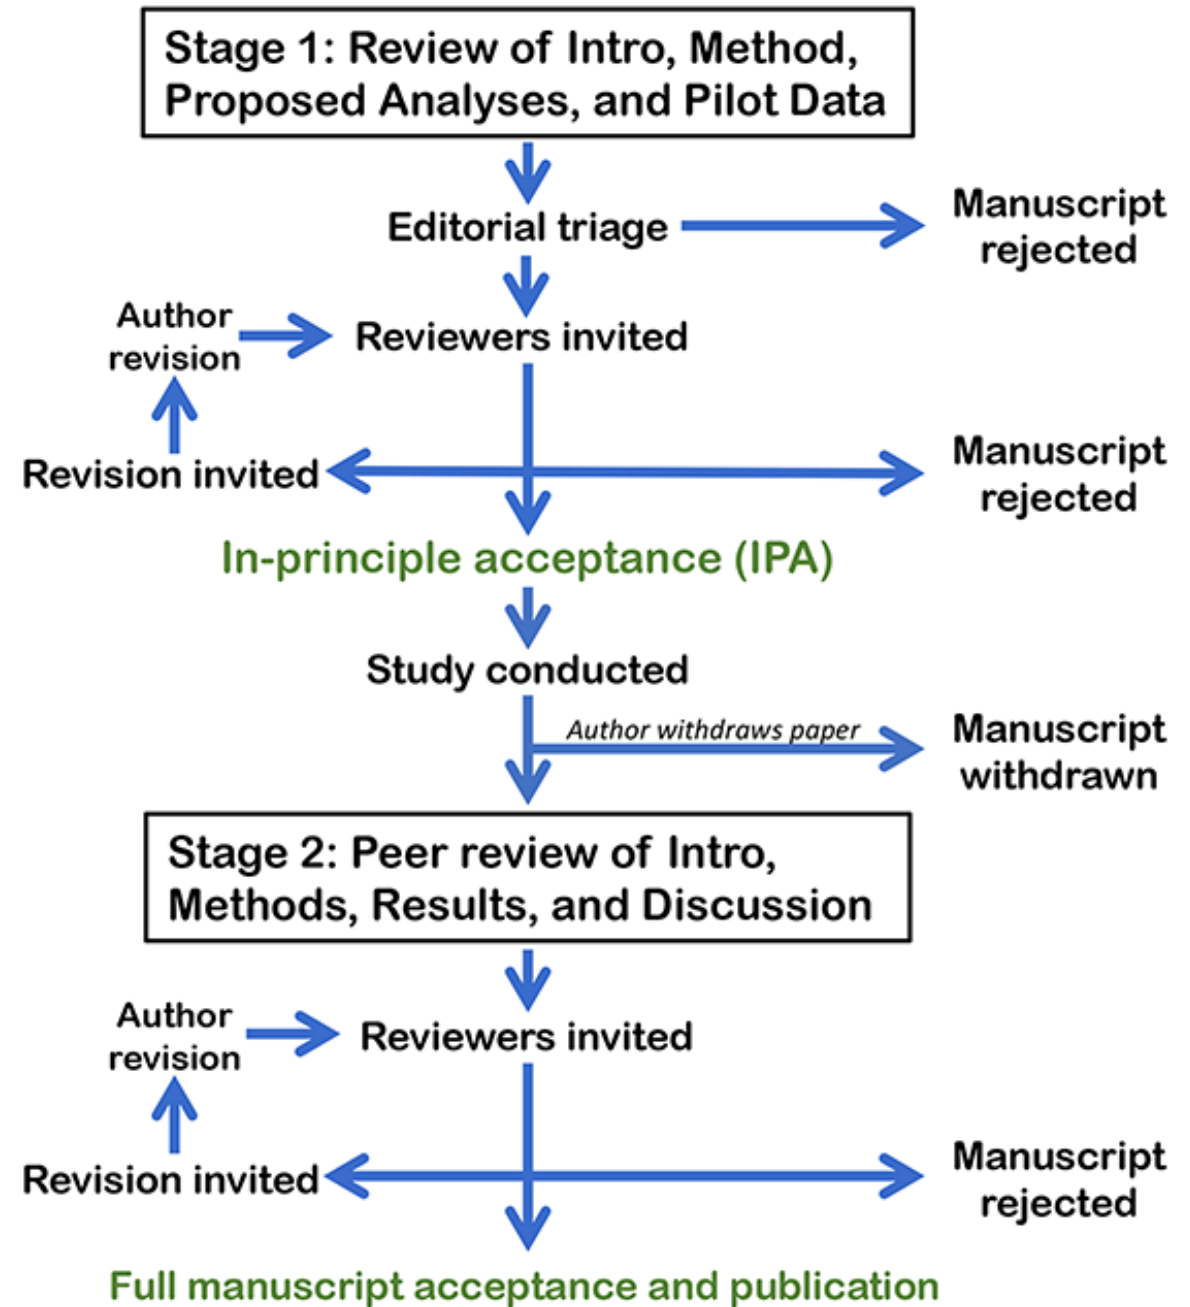 Stage 1: Review of Intro, Method,
Proposed Analyses, and Pilot Data
Editorial triage
Manuscript
rejected
Author
revision
Reviewers invited
Revision invited
Manuscript
rejected
In-principle acceptance (IPA)
Study conducted
Author withdraws paper
Manuscript
withdrawn
Stage 2: Peer review of Intro,
Methods, Results, and Discussion
Author
revision
Reviewers invited
Revision invited
Manuscript
rejected
Full manuscript acceptance and publication